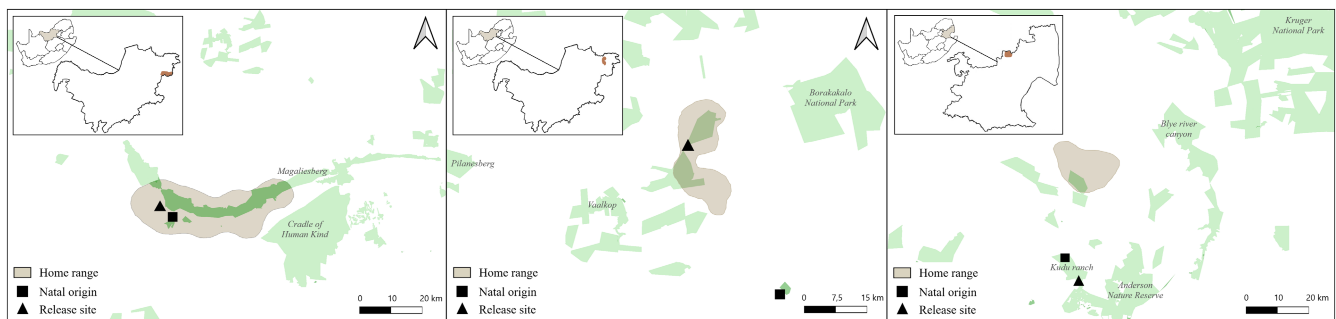 Magaliesberg
Cradle of
Human Kind
Home range
Natal origin
Release site
0 10 20 km
Borakakalo
National Park
Pilanesberg
Vaalkop
Home range
Natal origin
Release site
0 7,5 15 km
Kruger
National Park
Blye river
canyon
Kudu ranch
Anderson
Nature Reserve
Home range
Natal origin
Release site
0 10 20 km